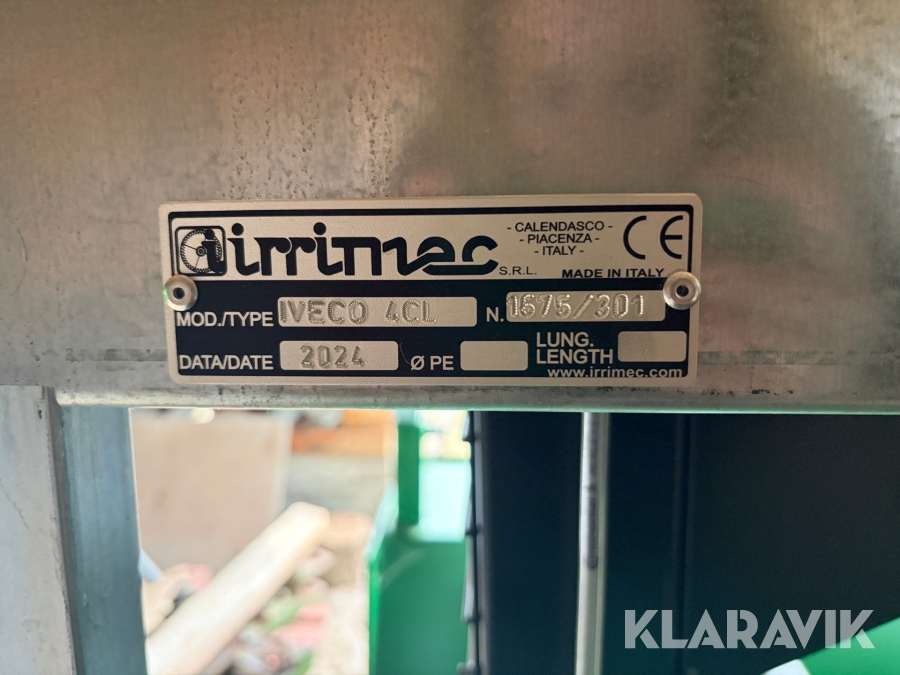 irrimec S.R.L.
- CALENDASCO -
- PIACENZA -
- ITALY -
MADE IN ITALY
CE
MOD./TYPE IVECO 4CL N. 1675/301
DATA/DATE 2024 Ø PE LUNG. LENGTH
www.irrimec.com
KLARAVIK